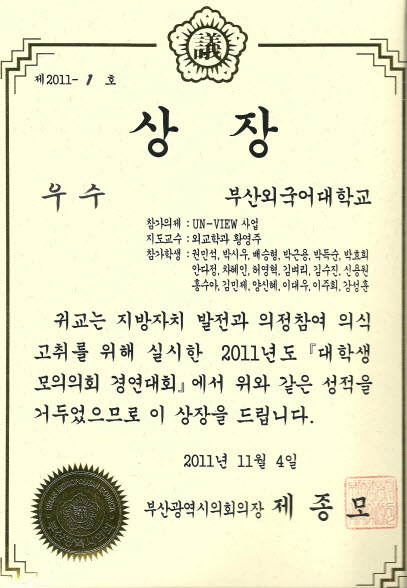 議
제2011- 1 호
상 장
우 수 부산외국어대학교
참가의제 : UN-VIEW 사업
지도교수 : 외교학과 황영주
참가학생 : 권민석, 박시우, 배승형, 박근용, 박득순, 박효희
안다정, 차혜인, 허영혁, 김벼리, 김수진, 신용원
홍수아, 김민제, 양신혜, 이대우, 이주희, 강성훈
귀교는 지방자치 발전과 의정참여 의식
고취를 위해 실시한 2011년도 『대학생
모의의회 경연대회』에서 위와 같은 성적을
거두었으므로 이 상장을 드립니다.
2011년 11월 4일
부산광역시의회의장 제 종 모